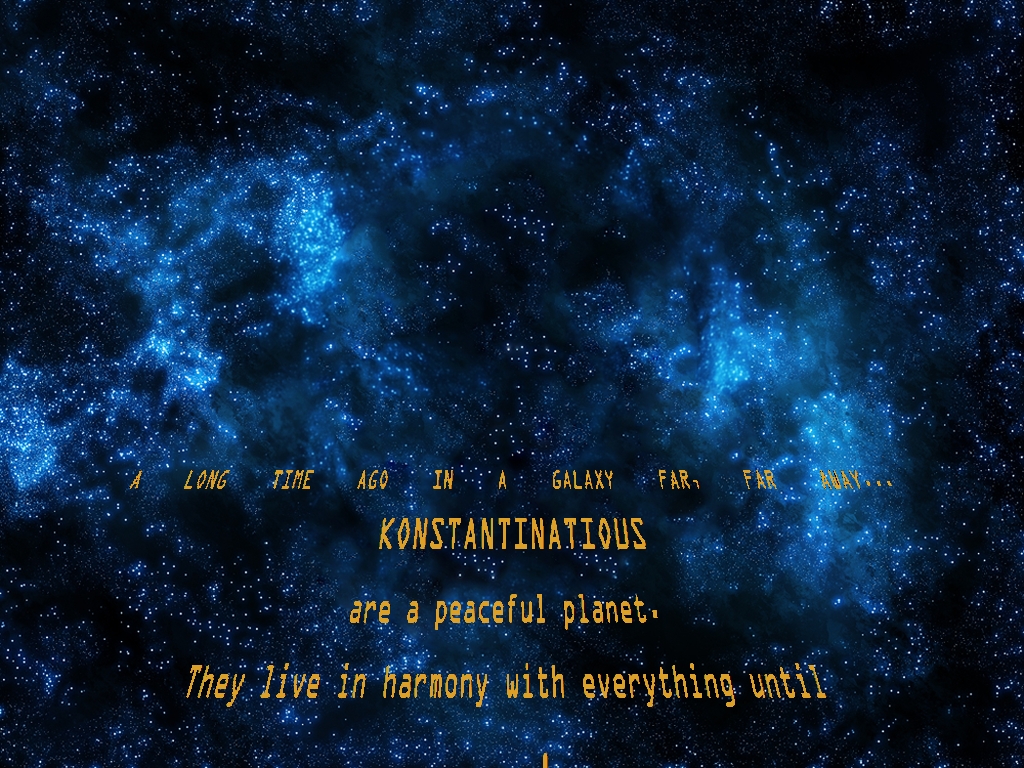 A LONG TIME AGO IN A GALAXY FAR, FAR AWAY...
KONSTANTINATIOUS
are a peaceful planet.
They live in harmony with everything until